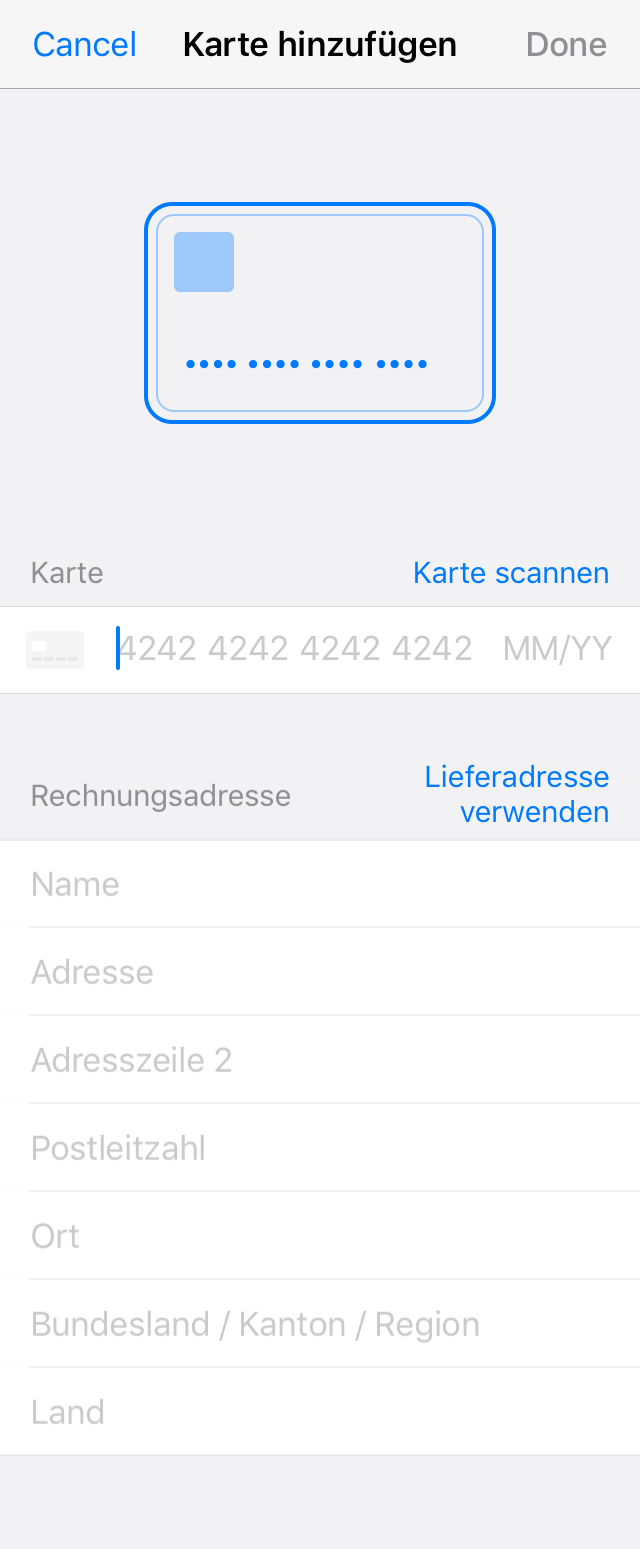 Cancel Karte hinzufügen Done
Karte Karte scannen
4242 4242 4242 4242 MM/YY
Rechnungsadresse Lieferadresse
verwenden
Name
Adresse
Adresszeile 2
Postleitzahl
Ort
Bundesland / Kanton / Region
Land